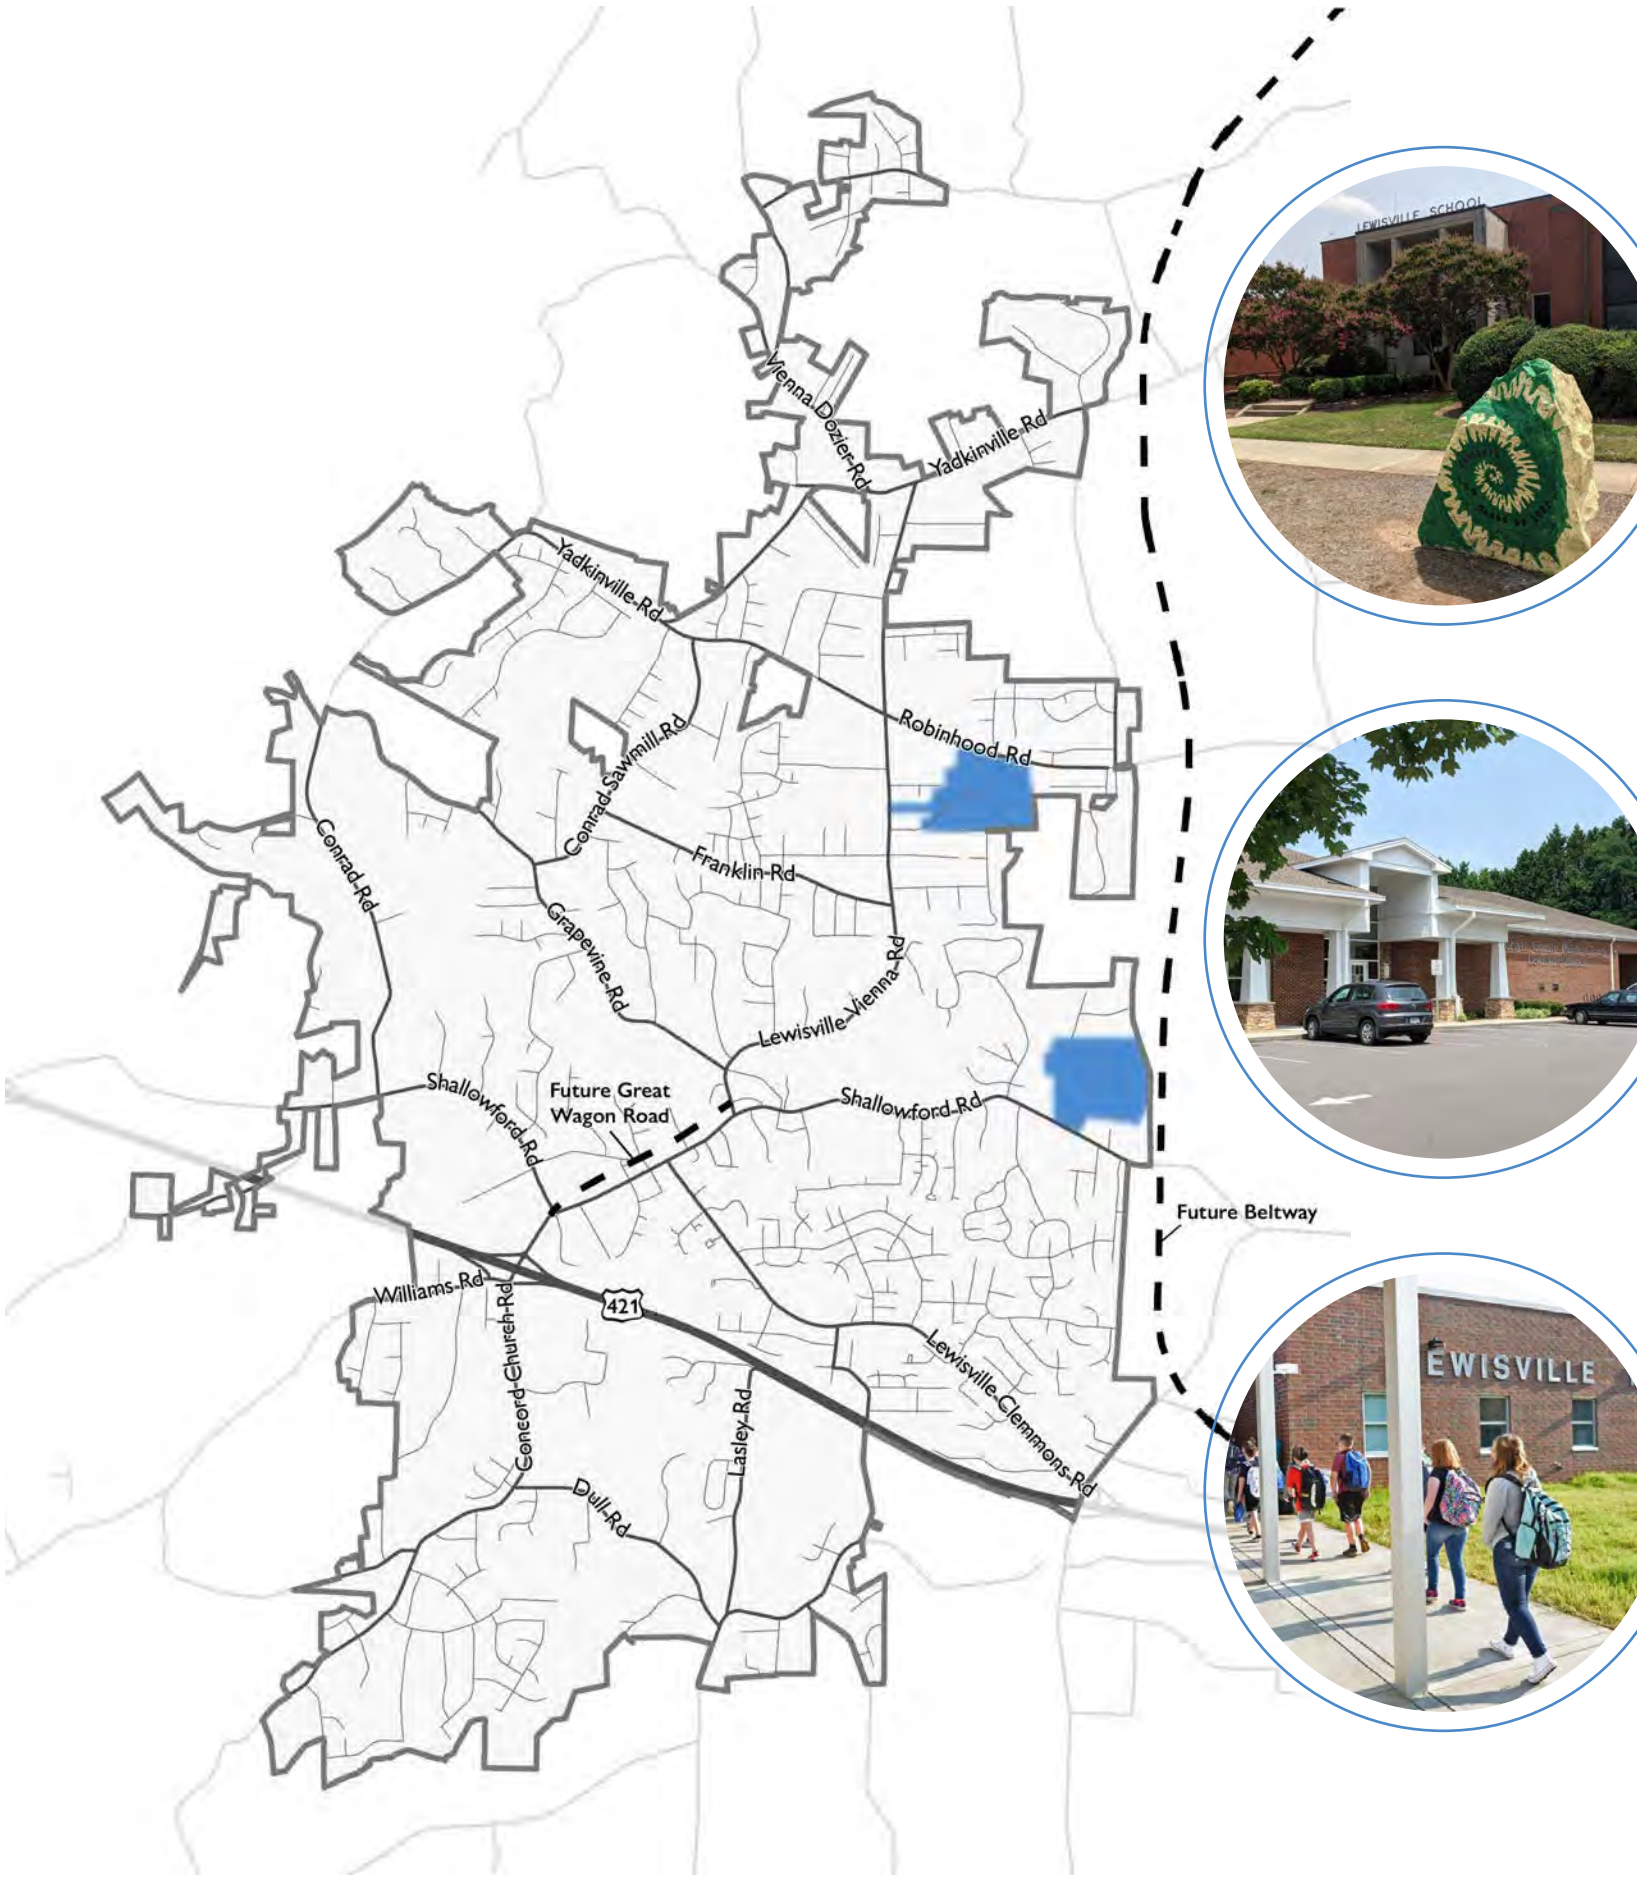 LEWISVILLE SCHOOL
Vienna-Dozier-Rd
Yadkinville-Rd
Yadkinville-Rd
Robinhood-Rd
Conrad-Sawmill-Rd
Conrad-Rd
Franklin-Rd
Grapevine-Rd
Lewisville-Vienna-Rd
Shallowford-Rd
Future Great
Wagon Road
Shallowford-Rd
Future Beltway
Williams-Rd
421
Concord-Church-Rd
Lewisville-Clemmons-Rd
EWISVILLE
Lasley-Rd
Dull-Rd